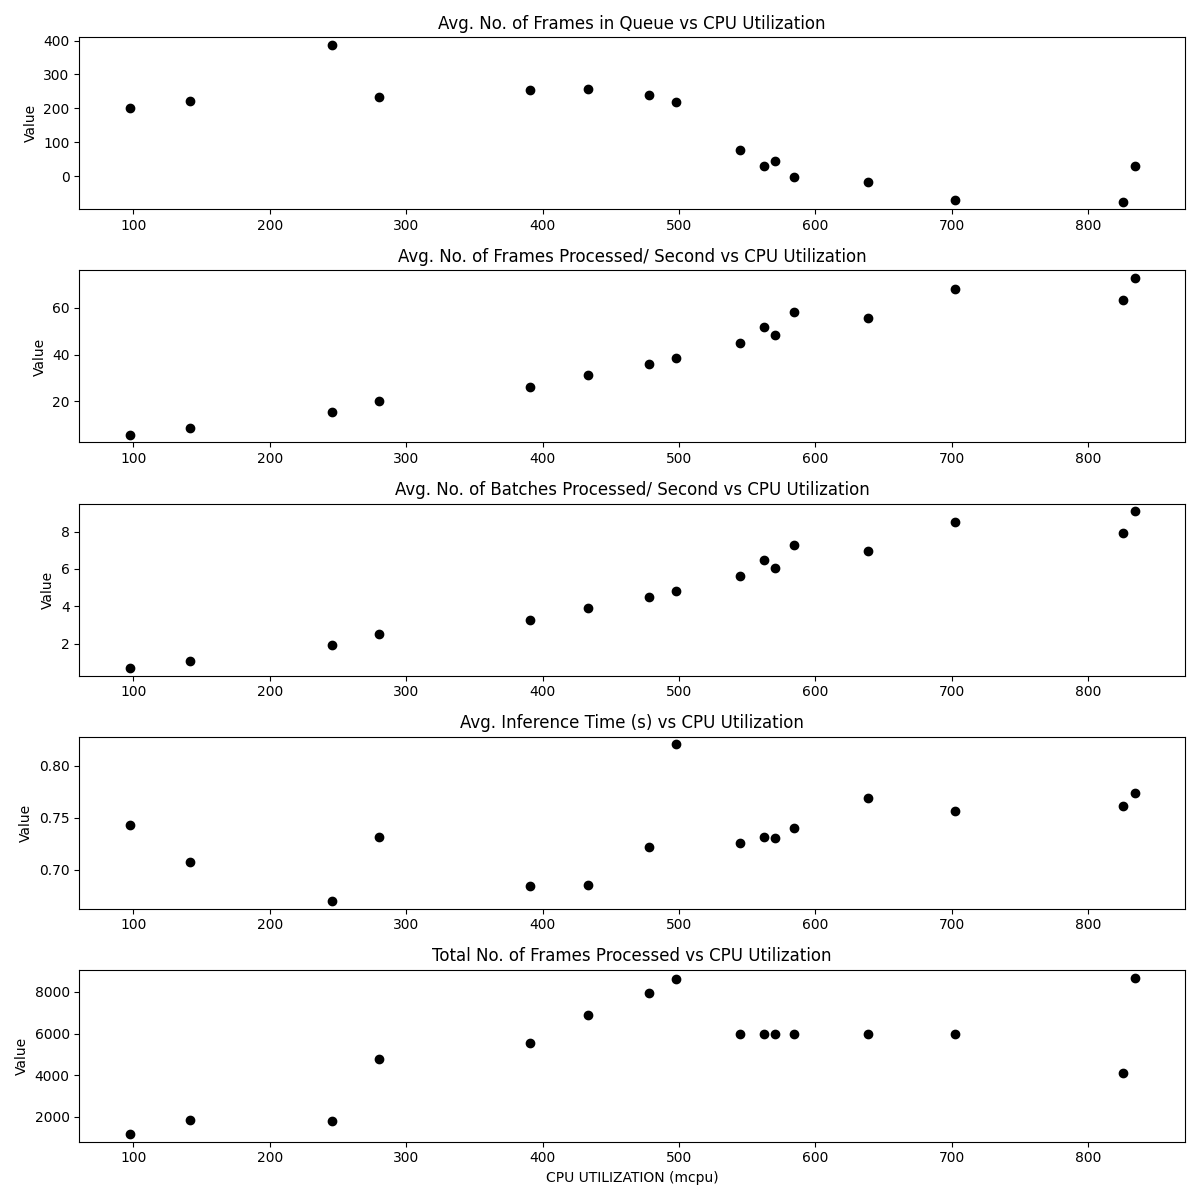 Avg. No. of Frames in Queue vs CPU Utilization
400
300
200
100
0
Value
100 200 300 400 500 600 700 800
Avg. No. of Frames Processed/ Second vs CPU Utilization
60
40
20
Value
100 200 300 400 500 600 700 800
Avg. No. of Batches Processed/ Second vs CPU Utilization
8
6
4
2
Value
100 200 300 400 500 600 700 800
Avg. Inference Time (s) vs CPU Utilization
0.80
0.75
0.70
Value
100 200 300 400 500 600 700 800
Total No. of Frames Processed vs CPU Utilization
8000
6000
4000
2000
Value
100 200 300 400 500 600 700 800
CPU UTILIZATION (mcpu)